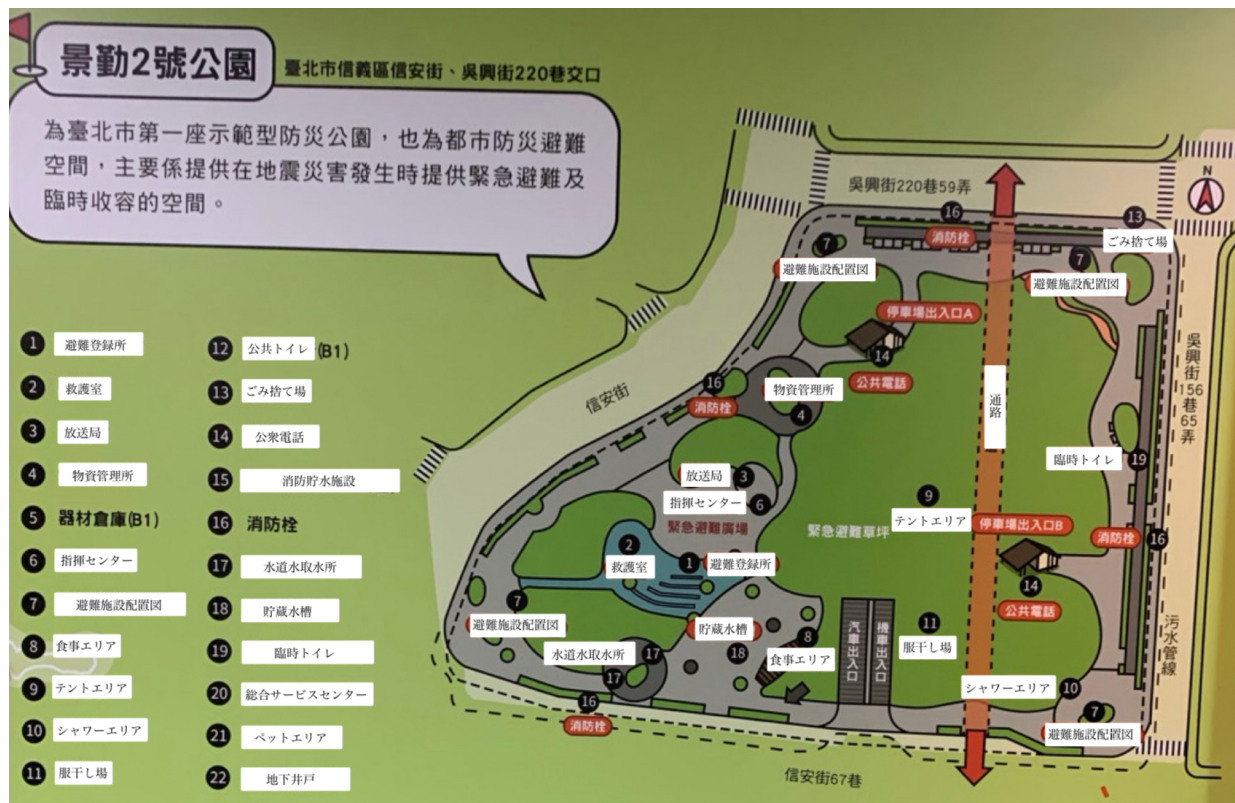 景勤2號公園
臺北市信義區信安街、吳興街220巷交口
為臺北市第一座示範型防災公園，也為都市防災避難
空間，主要係提供在地震災害發生時提供緊急避難及
臨時收容的空間。
1 避難登録所
2 救護室
3 放送局
4 物資管理所
5 器材倉庫(B1)
6 指揮センター
7 避難施設配置図
8 食事エリア
9 テントエリア
10 シャワーエリア
11 服干し場
12 公共トイレ(B1)
13 ごみ捨て場
14 公衆電話
15 消防貯水施設
16 消防栓
17 水道水取水所
18 貯蔵水槽
19 臨時トイレ
20 総合サービスセンター
21 ペットエリア
22 地下井戸
N
吳興街220巷59弄
16
消防栓
13
ごみ捨て場
7
避難施設配置図
7
避難施設配置図
停車場出入口A
14
公共電話
吳興街156巷65弄
信安街
16
消防栓
物資管理所
4
通路
放送局
3
指揮センター
6
緊急避難廣場
臨時トイレ
19
9
テントエリア
緊急避難草坪
停車場出入口B
消防栓
16
2
救護室
1
避難登録所
14
公共電話
7
避難施設配置図
貯蔵水槽
18
8
食事エリア
汽車出入口
機車出入口
11
服干し場
污水管線
水道水取水所
17
17
シャワーエリア
10
16
消防栓
7
避難施設配置図
信安街67巷